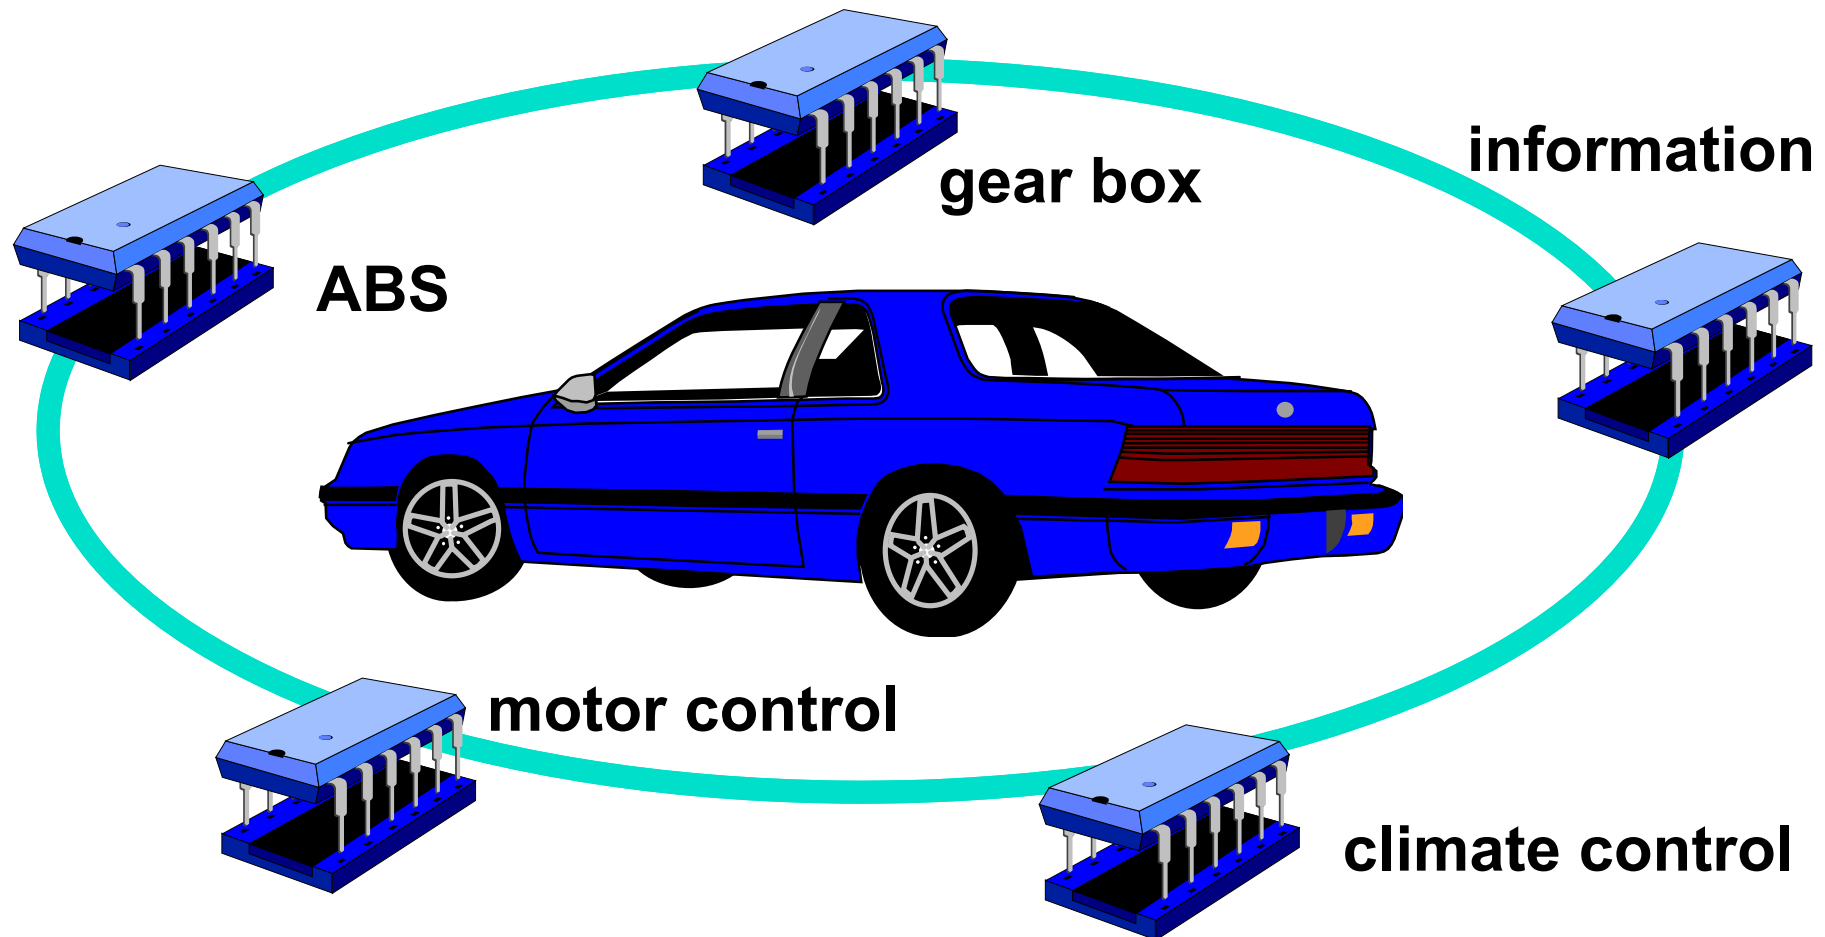 information
gear box
ABS
motor control
climate control